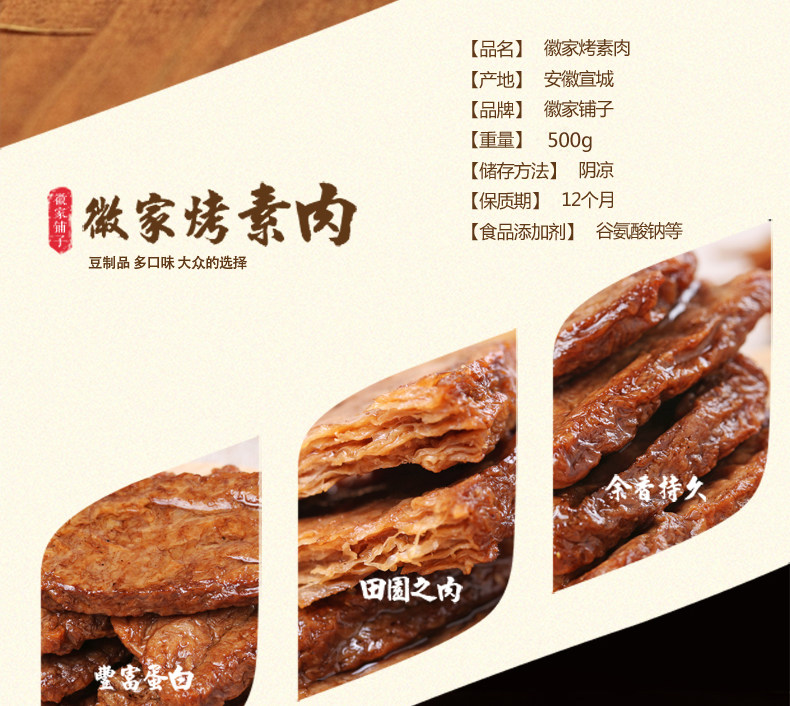 【品名】 徽家烤素肉
【产地】 安徽宣城
【品牌】 徽家铺子
【重量】 500g
【储存方法】 阴凉
【保质期】 12个月
【食品添加剂】 谷氨酸钠等
徽家铺子
徽家烤素肉
豆制品 多口味 大众的选择
余香持久
田园之肉
豐富蛋白